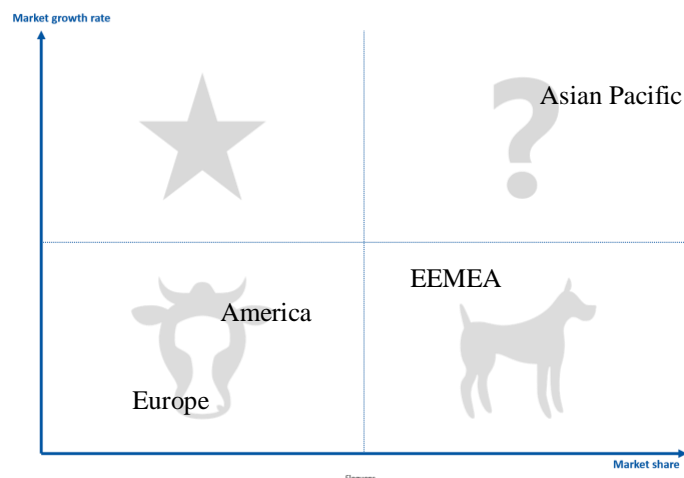 Market growth rate
?
Asian Pacific
EEMEA
America
Europe
Market share